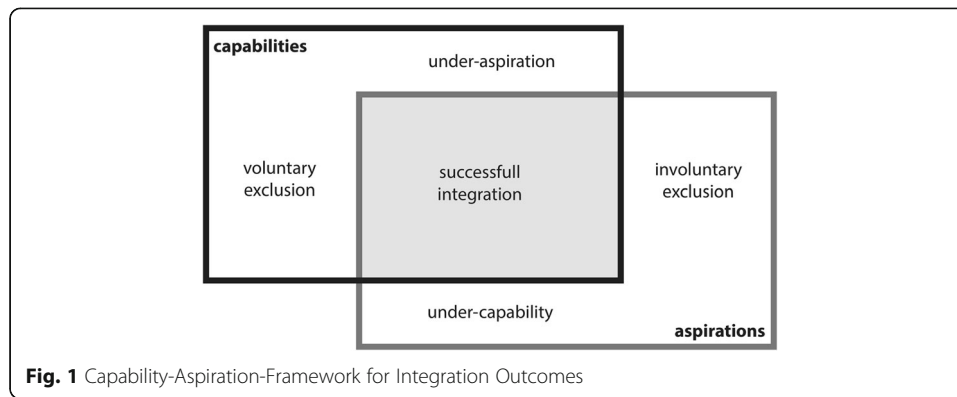 capabilities
under-aspiration
voluntary
exclusion
successfull
integration
involuntary
exclusion
under-capability
aspirations
Fig. 1 Capability-Aspiration-Framework for Integration Outcomes